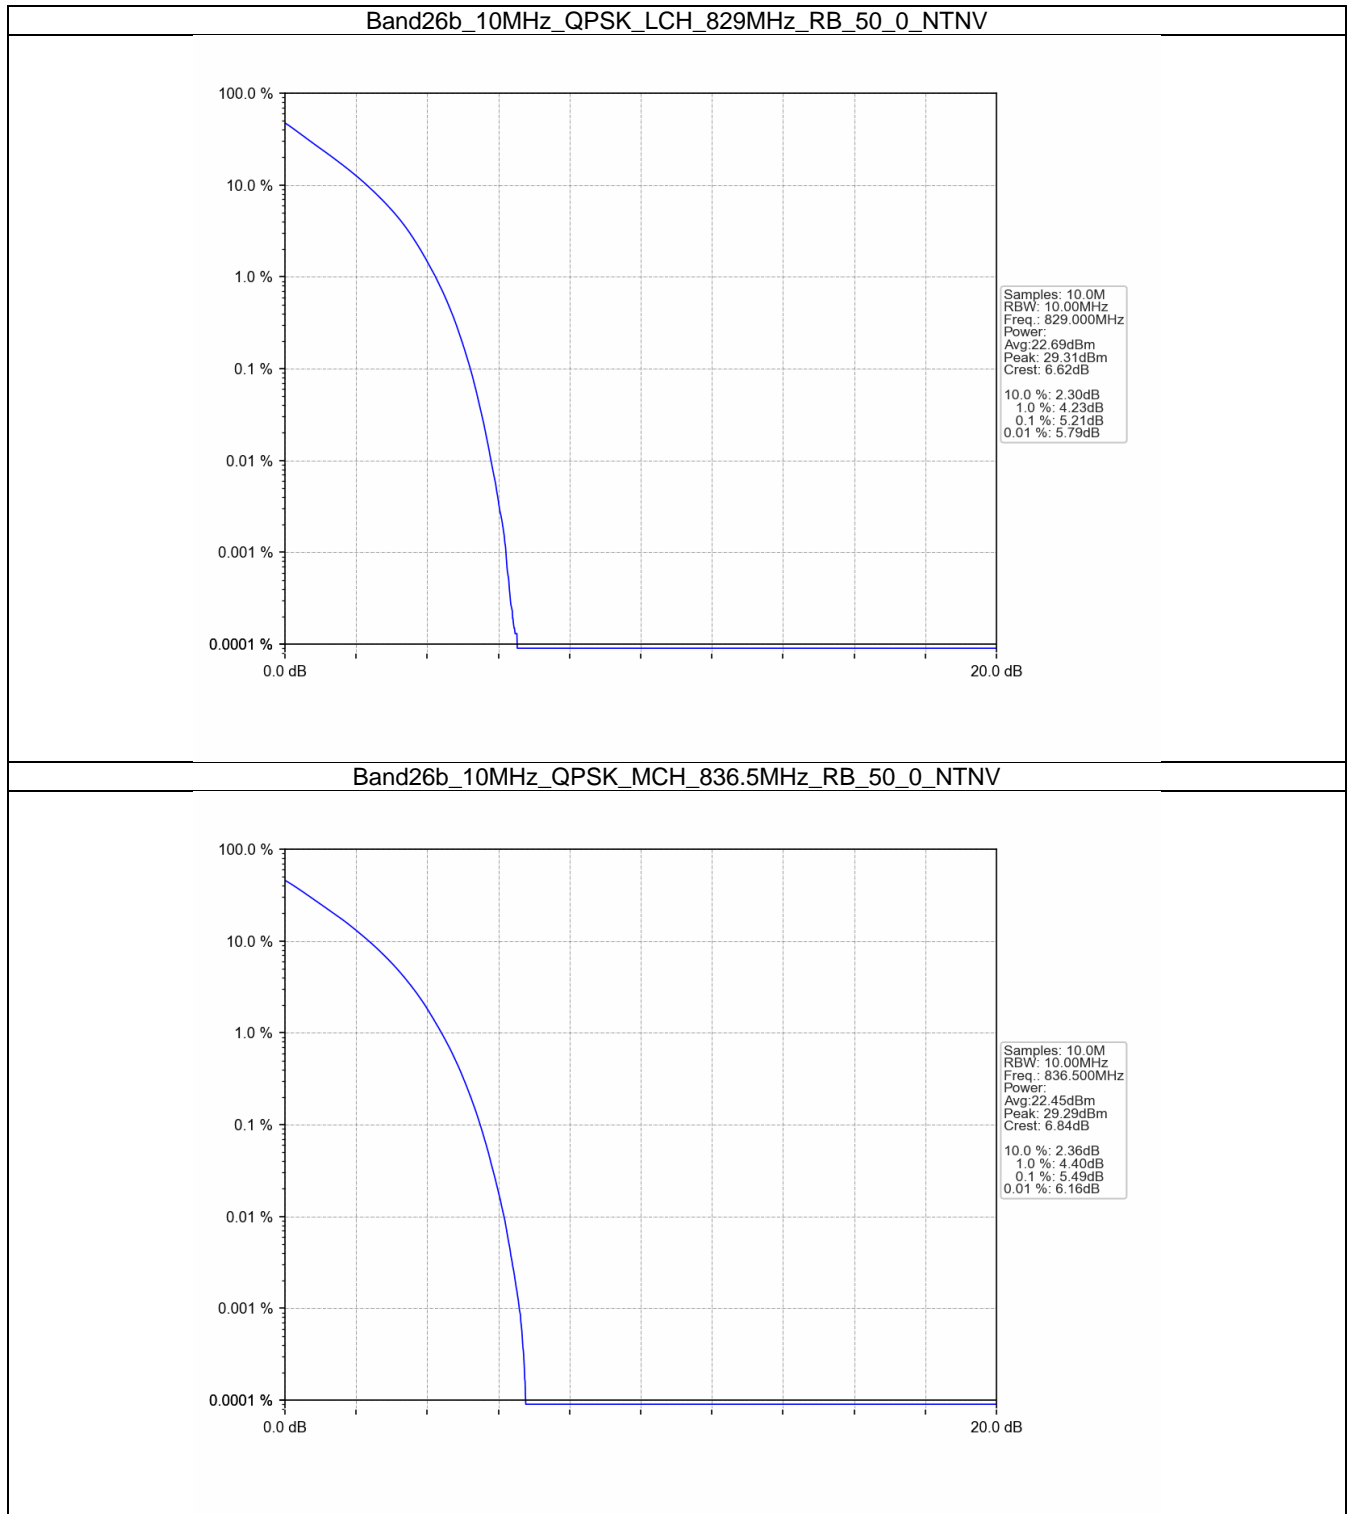 Band26b_10MHz_QPSK_LCH_829MHz_RB_50_0_NTNV
100.0 %
10.0 %
1.0 %
0.1 %
0.01 %
0.001 %
0.0001 %
0.0 dB
20.0 dB
Samples: 10.0M
RBW: 10.00MHz
Freq.: 829.000MHz
Power:
Avg:22.69dBm
Peak: 29.31dBm
Crest: 6.62dB
10.0 %: 2.30dB
1.0 %: 4.23dB
0.1 %: 5.21dB
0.01 %: 5.79dB
Band26b_10MHz_QPSK_MCH_836.5MHz_RB_50_0_NTNV
100.0 %
10.0 %
1.0 %
0.1 %
0.01 %
0.001 %
0.0001 %
0.0 dB
20.0 dB
Samples: 10.0M
RBW: 10.00MHz
Freq.: 836.500MHz
Power:
Avg:22.45dBm
Peak: 29.29dBm
Crest: 6.84dB
10.0 %: 2.36dB
1.0 %: 4.40dB
0.1 %: 5.49dB
0.01 %: 6.16dB